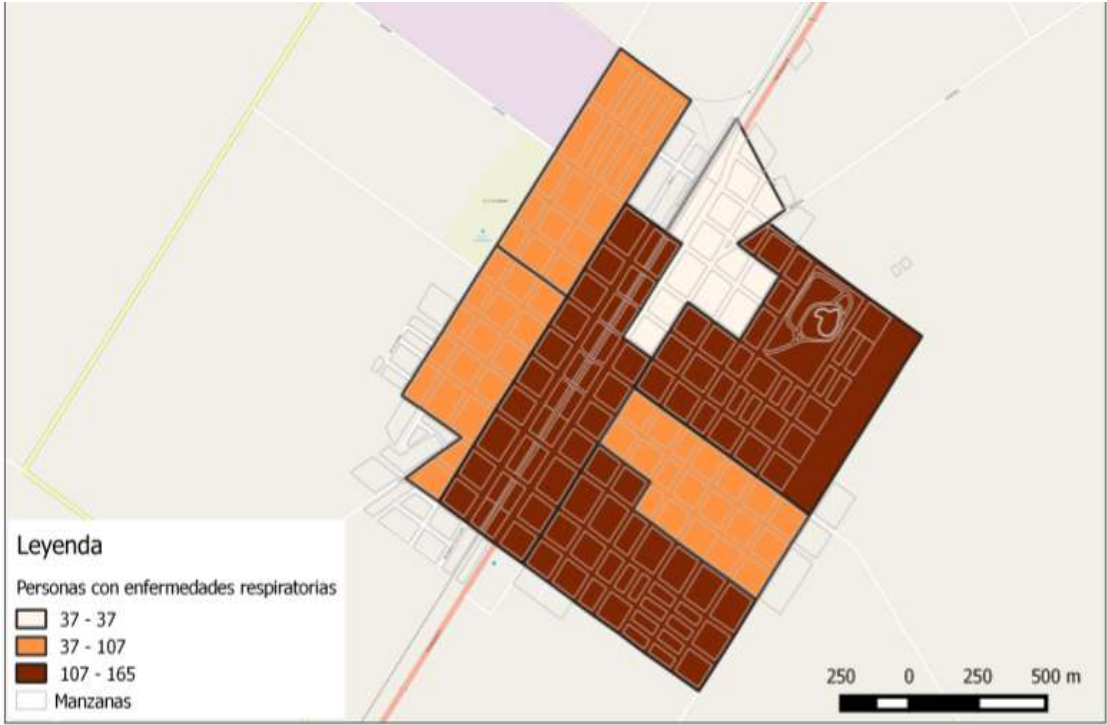 Leyenda
Personas con enfermedades respiratorias
37 - 37
37 - 107
107 - 165
Manzanas
250 0 250 500 m